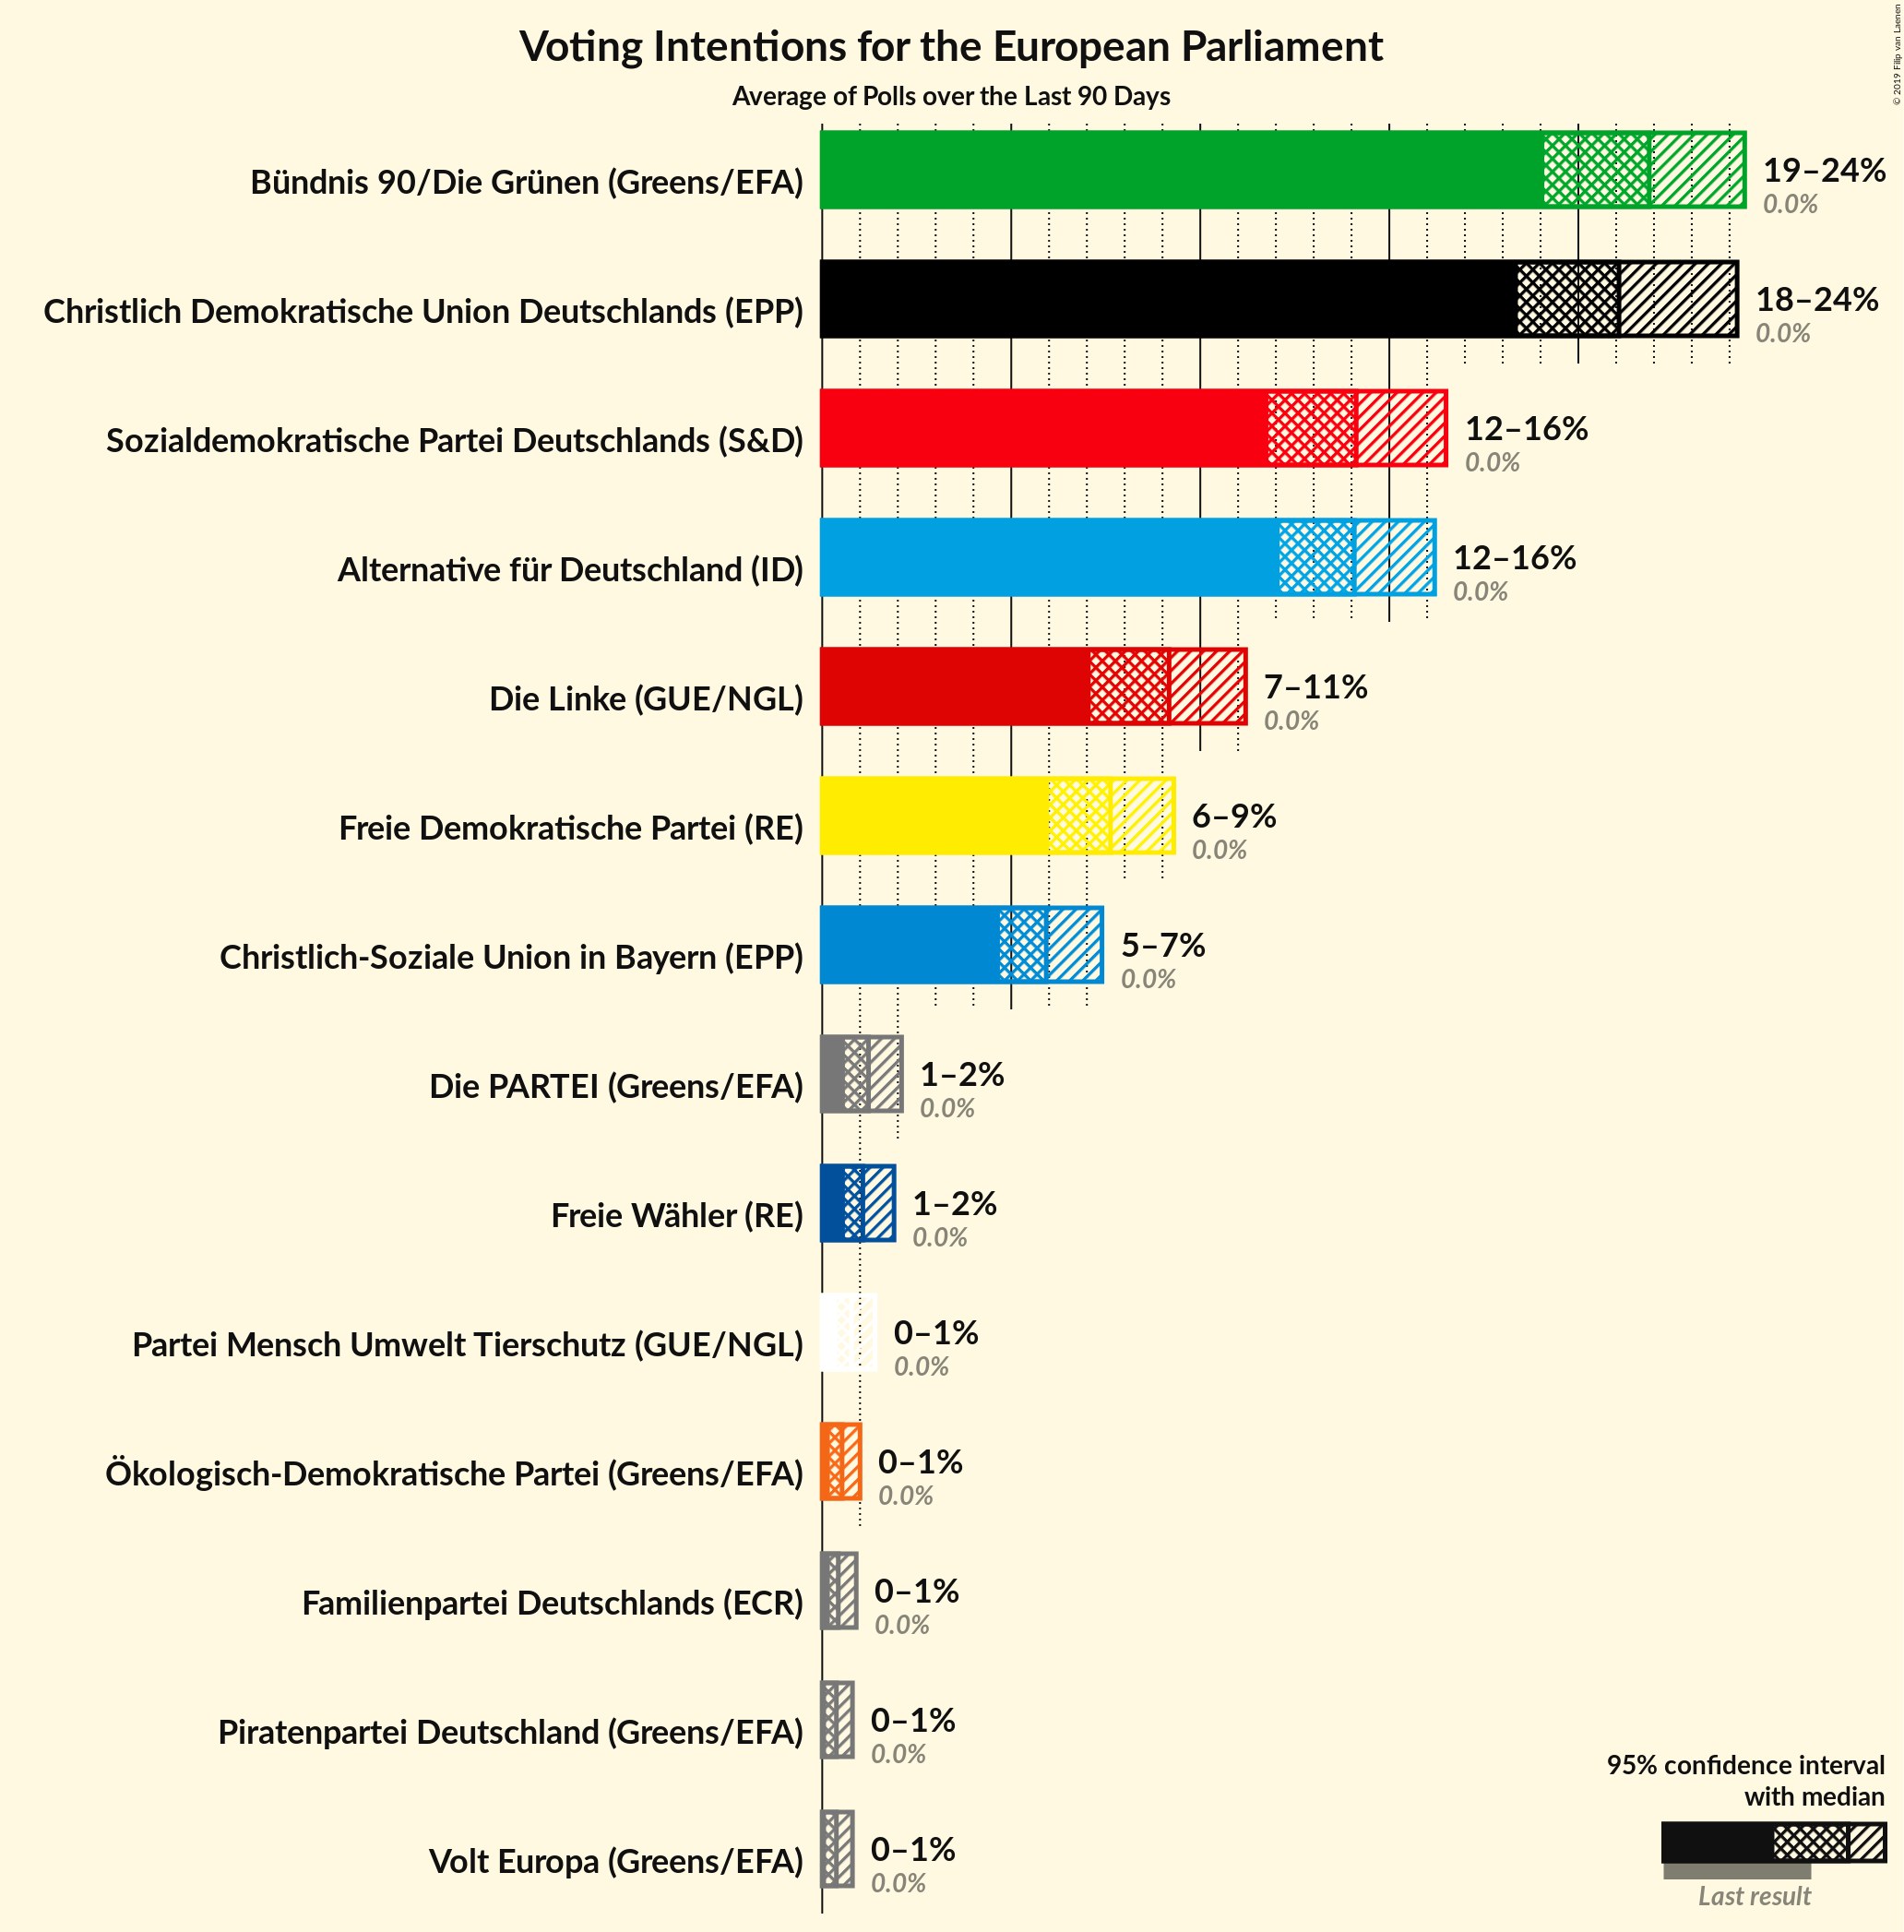 Voting Intentions for the European Parliament
Average of Polls over the Last 90 Days
© 2019 Filip van Laenen
Bündnis 90/Die Grünen (Greens/EFA)
19–24%
0.0%
Christlich Demokratische Union Deutschlands (EPP)
18–24%
0.0%
Sozialdemokratische Partei Deutschlands (S&D)
12–16%
0.0%
Alternative für Deutschland (ID)
12–16%
0.0%
Die Linke (GUE/NGL)
7–11%
0.0%
Freie Demokratische Partei (RE)
6–9%
0.0%
Christlich-Soziale Union in Bayern (EPP)
5–7%
0.0%
Die PARTEI (Greens/EFA)
1–2%
0.0%
Freie Wähler (RE)
1–2%
0.0%
Partei Mensch Umwelt Tierschutz (GUE/NGL)
0–1%
0.0%
Ökologisch-Demokratische Partei (Greens/EFA)
0–1%
0.0%
Familienpartei Deutschlands (ECR)
0–1%
0.0%
Piratenpartei Deutschland (Greens/EFA)
0–1%
0.0%
Volt Europa (Greens/EFA)
0–1%
0.0%
95% confidence interval
with median
Last result